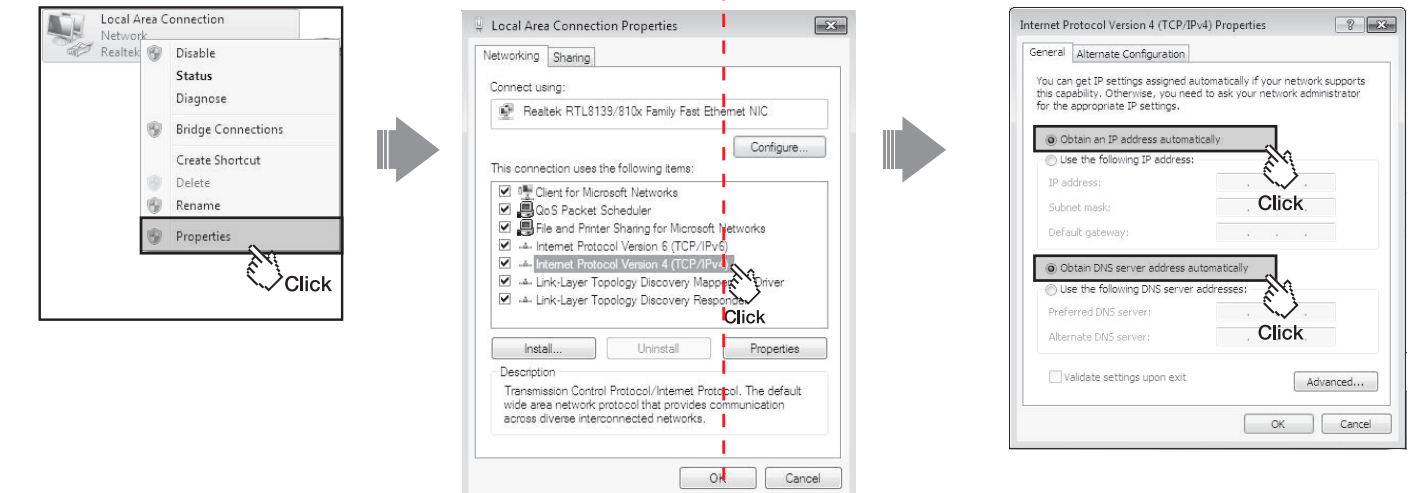 Local Area Connection
Network
Realtek
Disable
Status
Diagnose
Bridge Connections
Create Shortcut
Delete
Rename
Properties
Click
Local Area Connection Properties
Networking
Sharing
Connect using:
Realtek RTL8139/810x Family Fast Ethernet NIC
Configure...
This connection uses the following items:
Client for Microsoft Networks
QoS Packet Scheduler
File and Printer Sharing for Microsoft Networks
Internet Protocol Version 6 (TCP/IPv6)
Internet Protocol Version 4 (TCP/IPv4)
Link-Layer Topology Discovery Mapper Driver
Link-Layer Topology Discovery Responder
Click
Install...
Uninstall
Properties
Description
Transmission Control Protocol/Internet Protocol. The default
wide area network protocol that provides communication
across diverse interconnected networks.
OK
Cancel
Internet Protocol Version 4 (TCP/IPv4) Properties
General
Alternate Configuration
You can get IP settings assigned automatically if your network supports
this capability. Otherwise, you need to ask your network administrator
for the appropriate IP settings.
Obtain an IP address automatically
Use the following IP address:
IP address:
Subnet mask:
Click
Default gateway:
Obtain DNS server address automatically
Use the following DNS server addresses:
Preferred DNS server:
Alternate DNS server:
Click
Validate settings upon exit
Advanced...
OK
Cancel